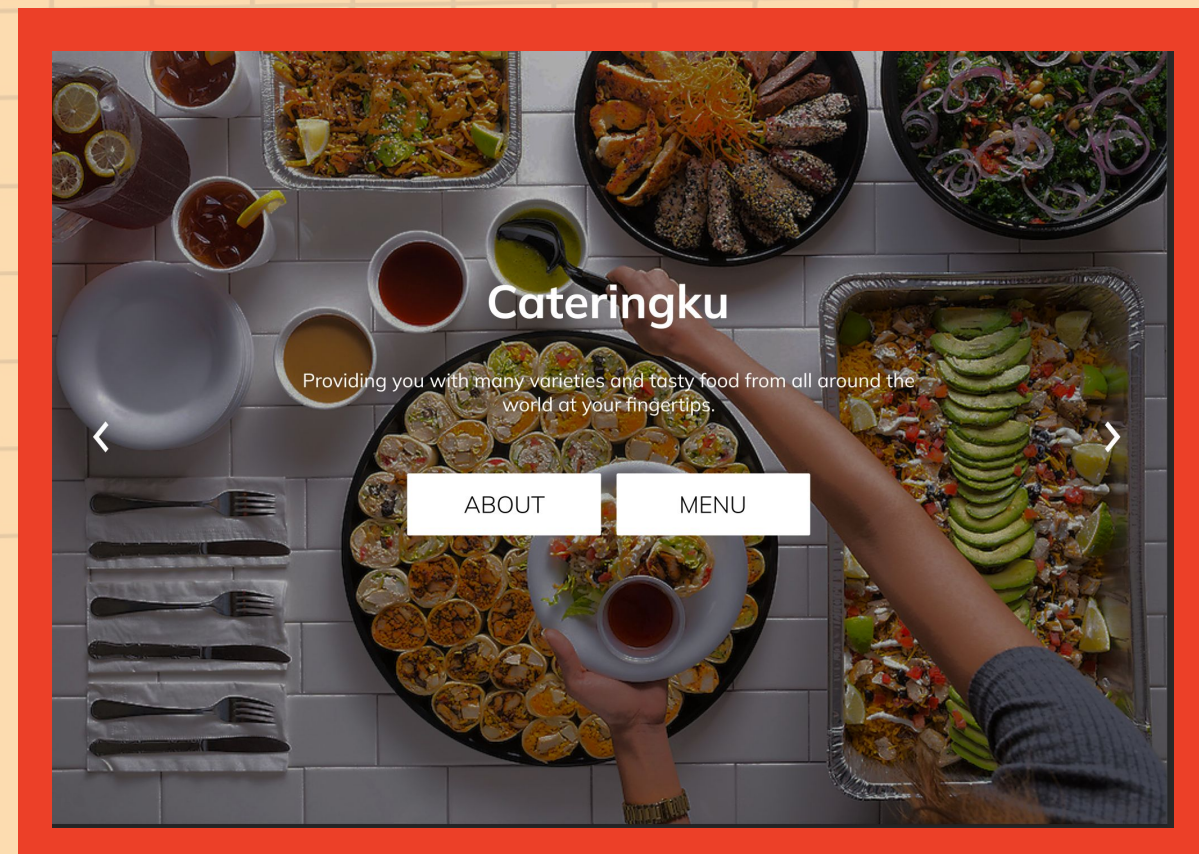 Cateringku
Providing you with many varieties and tasty food from all around the
world at your fingertips.
ABOUT
MENU